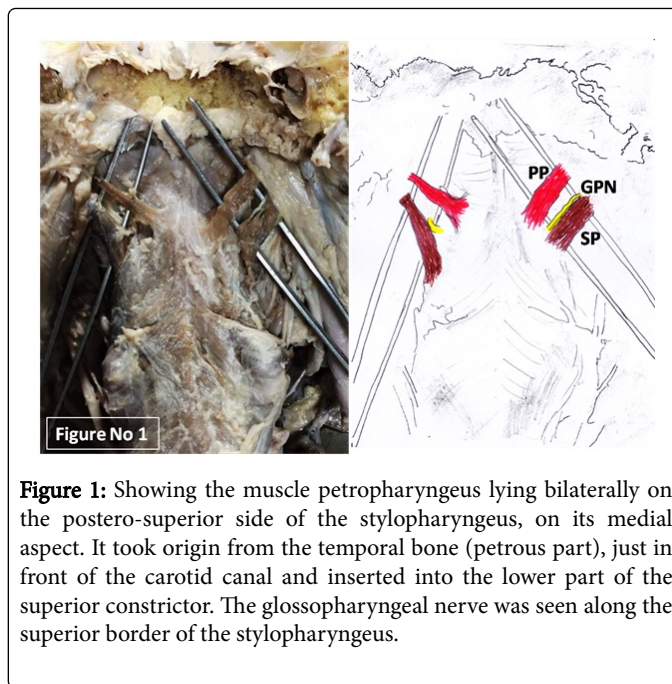 PP
GPN
SP
Figure No 1
Figure 1: Showing the muscle petropharyngeus lying bilaterally on
the postero-superior side of the stylopharyngeus, on its medial
aspect. It took origin from the temporal bone (petrous part), just in
front of the carotid canal and inserted into the lower part of the
superior constrictor. The glossopharyngeal nerve was seen along the
superior border of the stylopharyngeus.